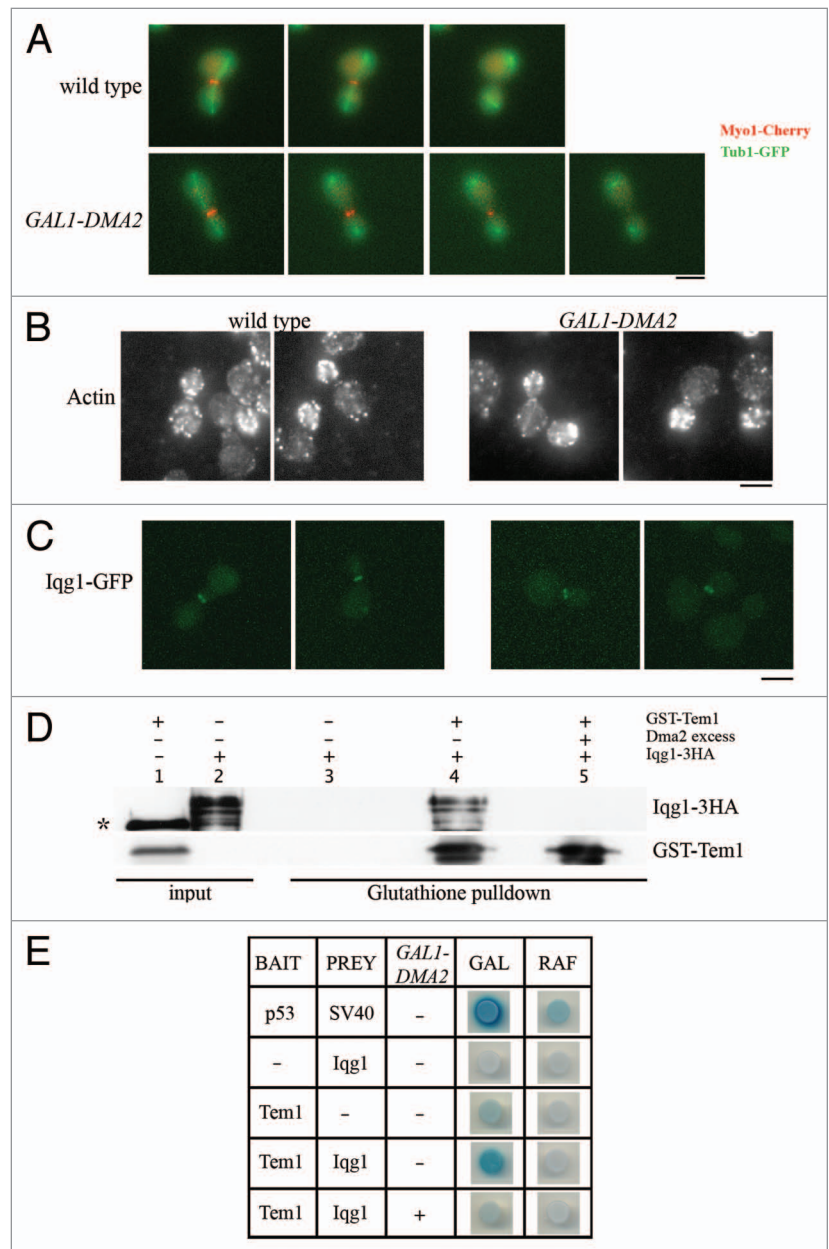 A
wild type
Myo1-Cherry
Tub1-GFP
GAL1-DMA2
B
wild type
GAL1-DMA2
Actin
C
Iqg1-GFP
D
+ – – + + GST-Tem1
– – – – + Dma2 excess
– + + + + Iqg1-3HA
1 2 3 4 5
* Iqg1-3HA
GST-Tem1
input Glutathione pulldown
E
BAIT PREY GAL1-DMA2 GAL RAF
p53 SV40 –
– Iqg1 –
Tem1 – –
Tem1 Iqg1 –
Tem1 Iqg1 +